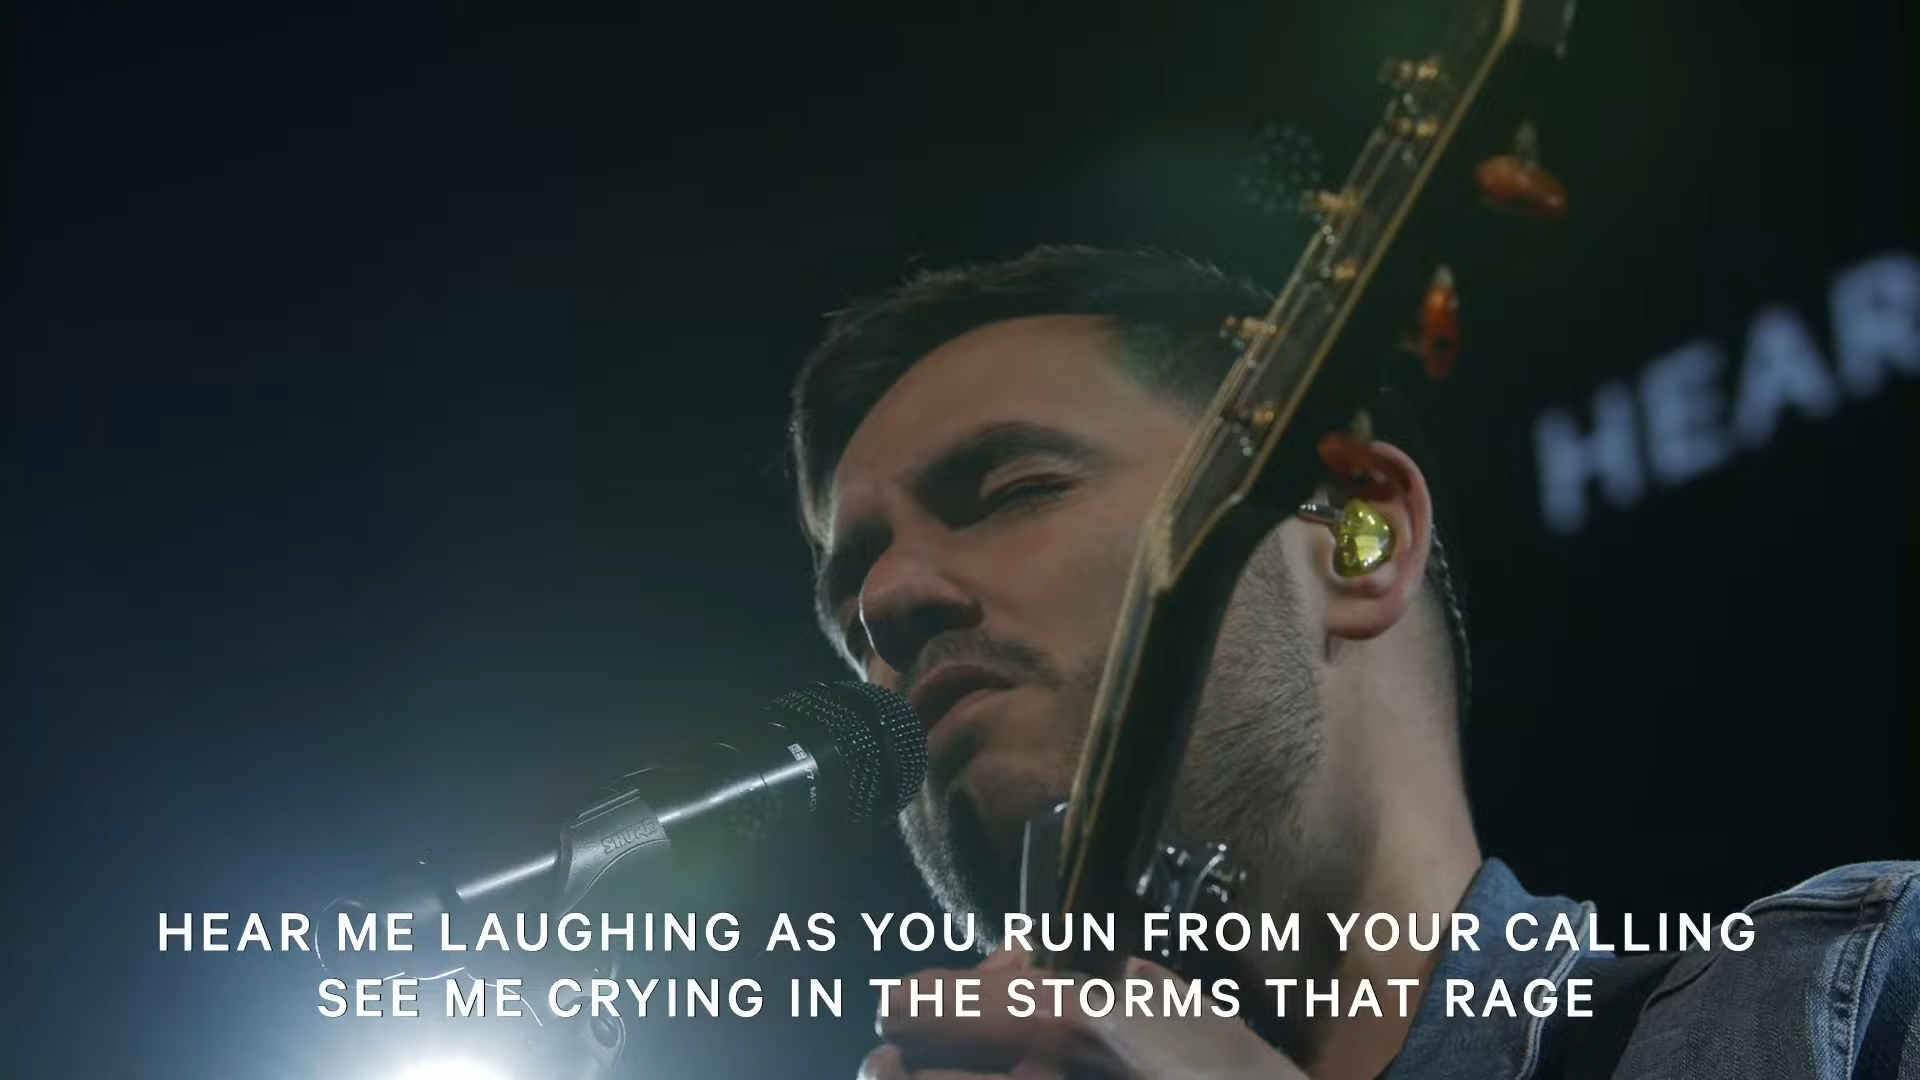 HEAR
SHURE
HEAR ME LAUGHING AS YOU RUN FROM YOUR CALLING
SEE ME CRYING IN THE STORMS THAT RAGE